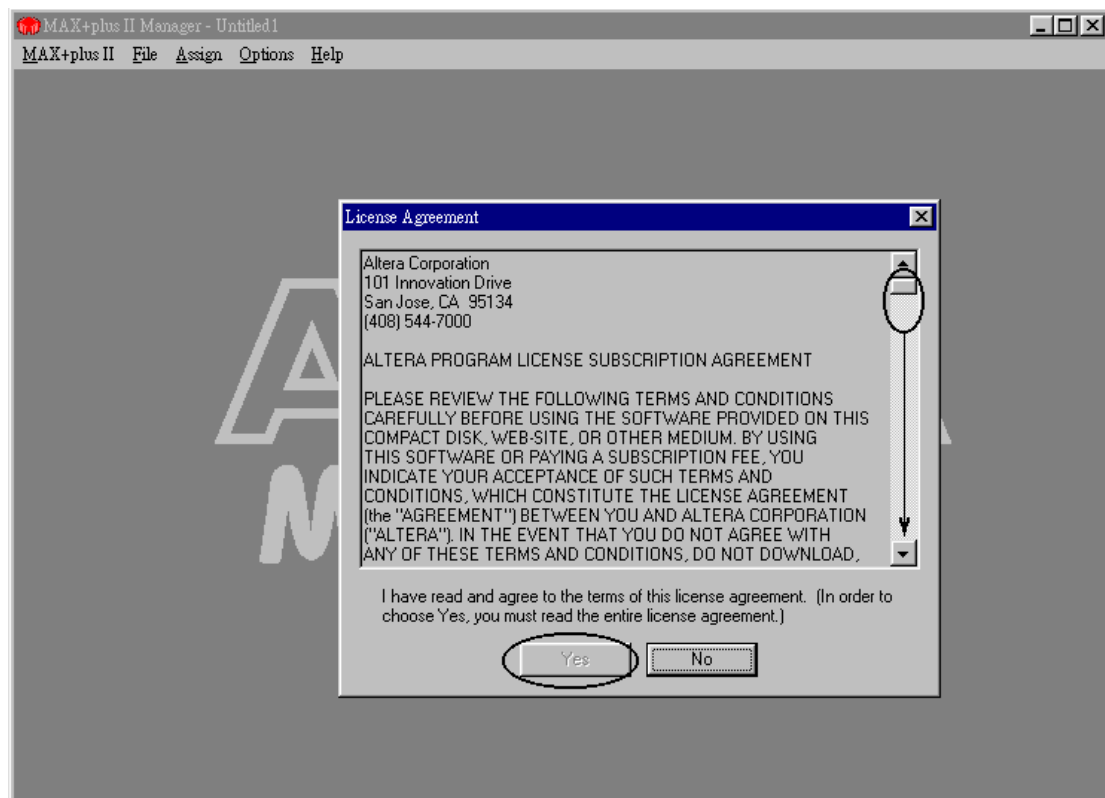 MAX+plus II Manager - Untitled1
MAX+plus II File Assign Options Help
License Agreement
Altera Corporation
101 Innovation Drive
San Jose, CA 95134
(408) 544-7000
ALTERA PROGRAM LICENSE SUBSCRIPTION AGREEMENT
PLEASE REVIEW THE FOLLOWING TERMS AND CONDITIONS
CAREFULLY BEFORE USING THE SOFTWARE PROVIDED ON THIS
COMPACT DISK, WEB-SITE, OR OTHER MEDIUM. BY USING
THIS SOFTWARE OR PAYING A SUBSCRIPTION FEE, YOU
INDICATE YOUR ACCEPTANCE OF SUCH TERMS AND
CONDITIONS, WHICH CONSTITUTE THE LICENSE AGREEMENT
(the "AGREEMENT") BETWEEN YOU AND ALTERA CORPORATION
("ALTERA"). IN THE EVENT THAT YOU DO NOT AGREE WITH
ANY OF THESE TERMS AND CONDITIONS, DO NOT DOWNLOAD,
I have read and agree to the terms of this license agreement. (In order to
choose Yes, you must read the entire license agreement.)
Yes No